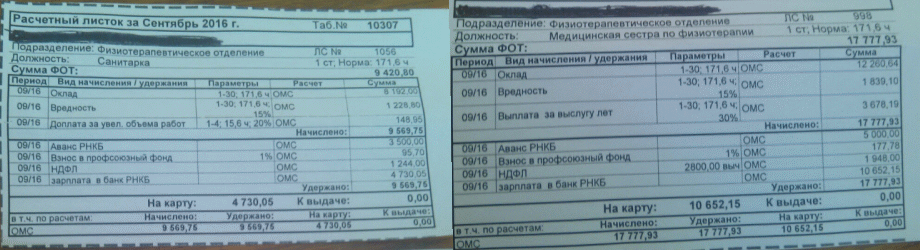 Расчетный листок за Сентябрь 2016 г. Таб.№ 10307
Подразделение: Физиотерапевтическое отделение ЛС № 1056
Должность: Санитарка 1 ст; Норма: 171,6 ч
Сумма ФОТ: 9 420,80
Период Вид начисления / удержания Параметры Расчет Сумма
09/16 Оклад 1-30; 171,6 ч ОМС 8 192,00
09/16 Вредность 1-30; 171,6 ч; 15% ОМС 1 228,80
09/16 Доплата за увел. объема работ 1-4; 15,6 ч; 20% ОМС 148,95
Начислено: 9 569,75
09/16 Аванс РНКБ ОМС 3 500,00
09/16 Взнос в профсоюзный фонд 1% ОМС 95,70
09/16 НДФЛ ОМС 1 244,00
09/16 зарплата в банк РНКБ ОМС 4 730,05
Удержано: 9 569,75
На карту: 4 730,05 К выдаче: 0,00
в т.ч. по расчетам: Начислено: Удержано: На карту К выдаче:
ОМС 9 569,75 9 569,75 4 730,05 0,00
Подразделение: Физиотерапевтическое отделение ЛС № 998
Должность: Медицинская сестра по физиотерапии 1 ст; Норма: 171,6 ч
Сумма ФОТ: 17 777,93
Период Вид начисления / удержания Параметры Расчет Сумма
09/16 Оклад 1-30; 171,6 ч ОМС 12 260,64
09/16 Вредность 1-30; 171,6 ч; 15% ОМС 1 839,10
09/16 Выплата за выслугу лет 1-30; 171,6 ч; 30% ОМС 3 678,19
Начислено: 17 777,93
09/16 Аванс РНКБ ОМС 5 000,00
09/16 Взнос в профсоюзный фонд 1% ОМС 177,78
09/16 НДФЛ 2800,00 выч ОМС 1 948,00
09/16 зарплата в банк РНКБ ОМС 10 652,15
Удержано: 17 777,93
На карту: 10 652,15 К выдаче: 0,00
в т.ч. по расчетам: Начислено: Удержано: На карту К выдаче:
ОМС 17 777,93 17 777,93 10 652,15 0,00